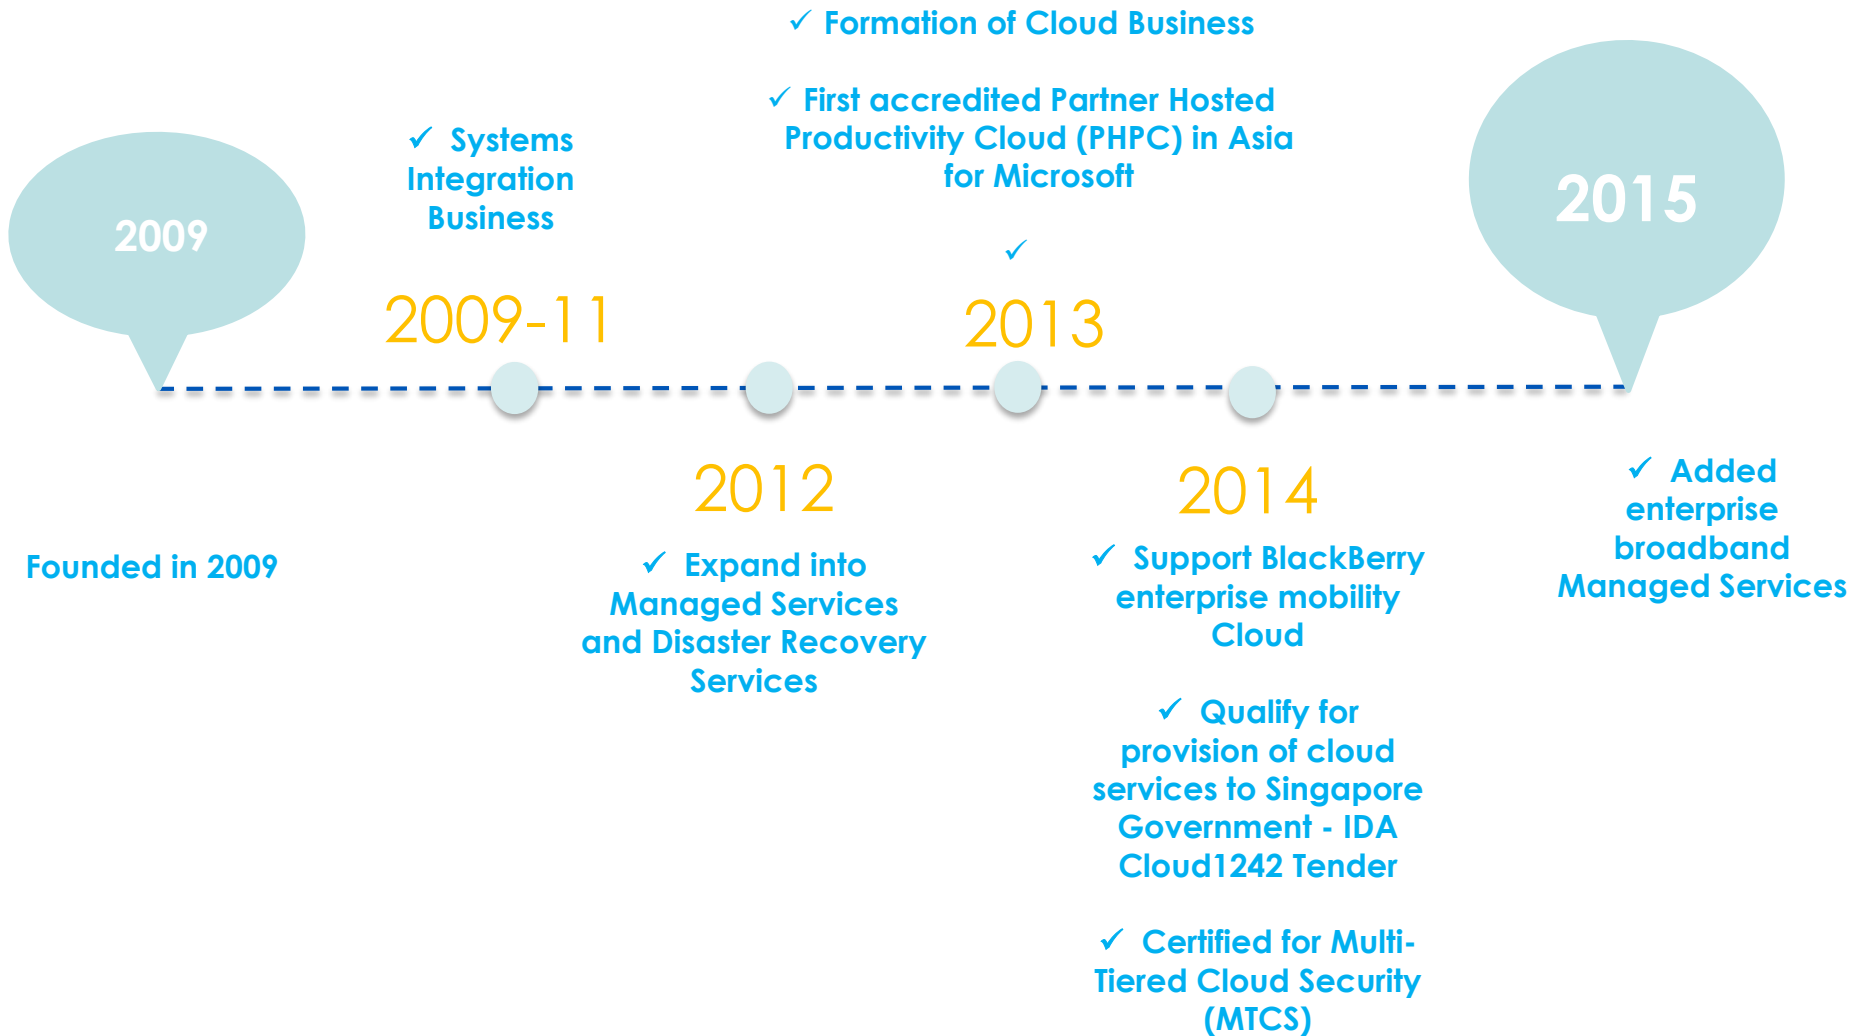 2009
Founded in 2009
✓ Systems
Integration
Business
2009-11
2012
✓ Expand into
Managed Services
and Disaster Recovery
Services
✓ Formation of Cloud Business
✓ First accredited Partner Hosted
Productivity Cloud (PHPC) in Asia
for Microsoft
✓
2013
2014
✓ Support BlackBerry
enterprise mobility
Cloud
✓ Qualify for
provision of cloud
services to Singapore
Government - IDA
Cloud1242 Tender
✓ Certified for Multi-
Tiered Cloud Security
(MTCS)
2015
✓ Added
enterprise
broadband
Managed Services